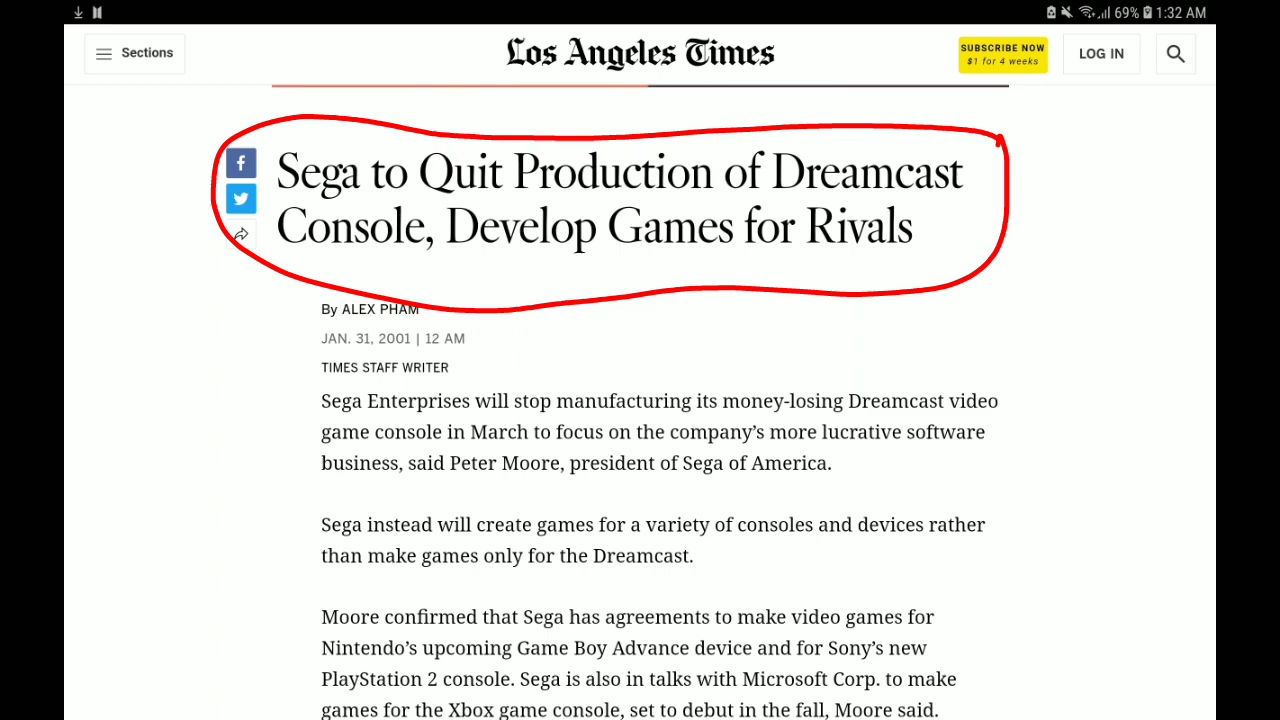 69% 1:32 AM
Sections
Los Angeles Times
SUBSCRIBE NOW
$1 for 4 weeks
LOG IN
Sega to Quit Production of Dreamcast
Console, Develop Games for Rivals
By ALEX PHAM
JAN. 31, 2001 | 12 AM
TIMES STAFF WRITER
Sega Enterprises will stop manufacturing its money-losing Dreamcast video
game console in March to focus on the company’s more lucrative software
business, said Peter Moore, president of Sega of America.
Sega instead will create games for a variety of consoles and devices rather
than make games only for the Dreamcast.
Moore confirmed that Sega has agreements to make video games for
Nintendo’s upcoming Game Boy Advance device and for Sony’s new
PlayStation 2 console. Sega is also in talks with Microsoft Corp. to make
games for the Xbox game console, set to debut in the fall, Moore said.